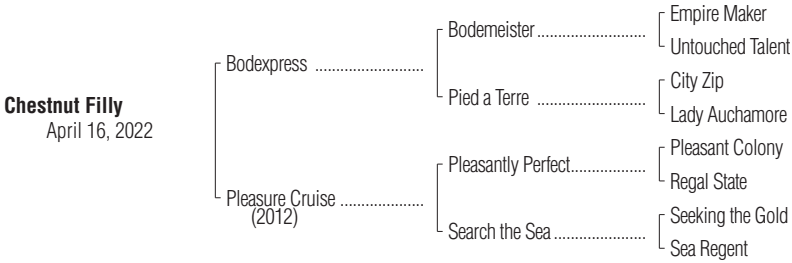 Empire Maker
Bodemeister
Untouched Talent
Bodexpress
City Zip
Pied a Terre
Lady Auchamore
Chestnut Filly
April 16, 2022
Pleasant Colony
Pleasantly Perfect
Regal State
Pleasure Cruise
(2012)
Seeking the Gold
Search the Sea
Sea Regent